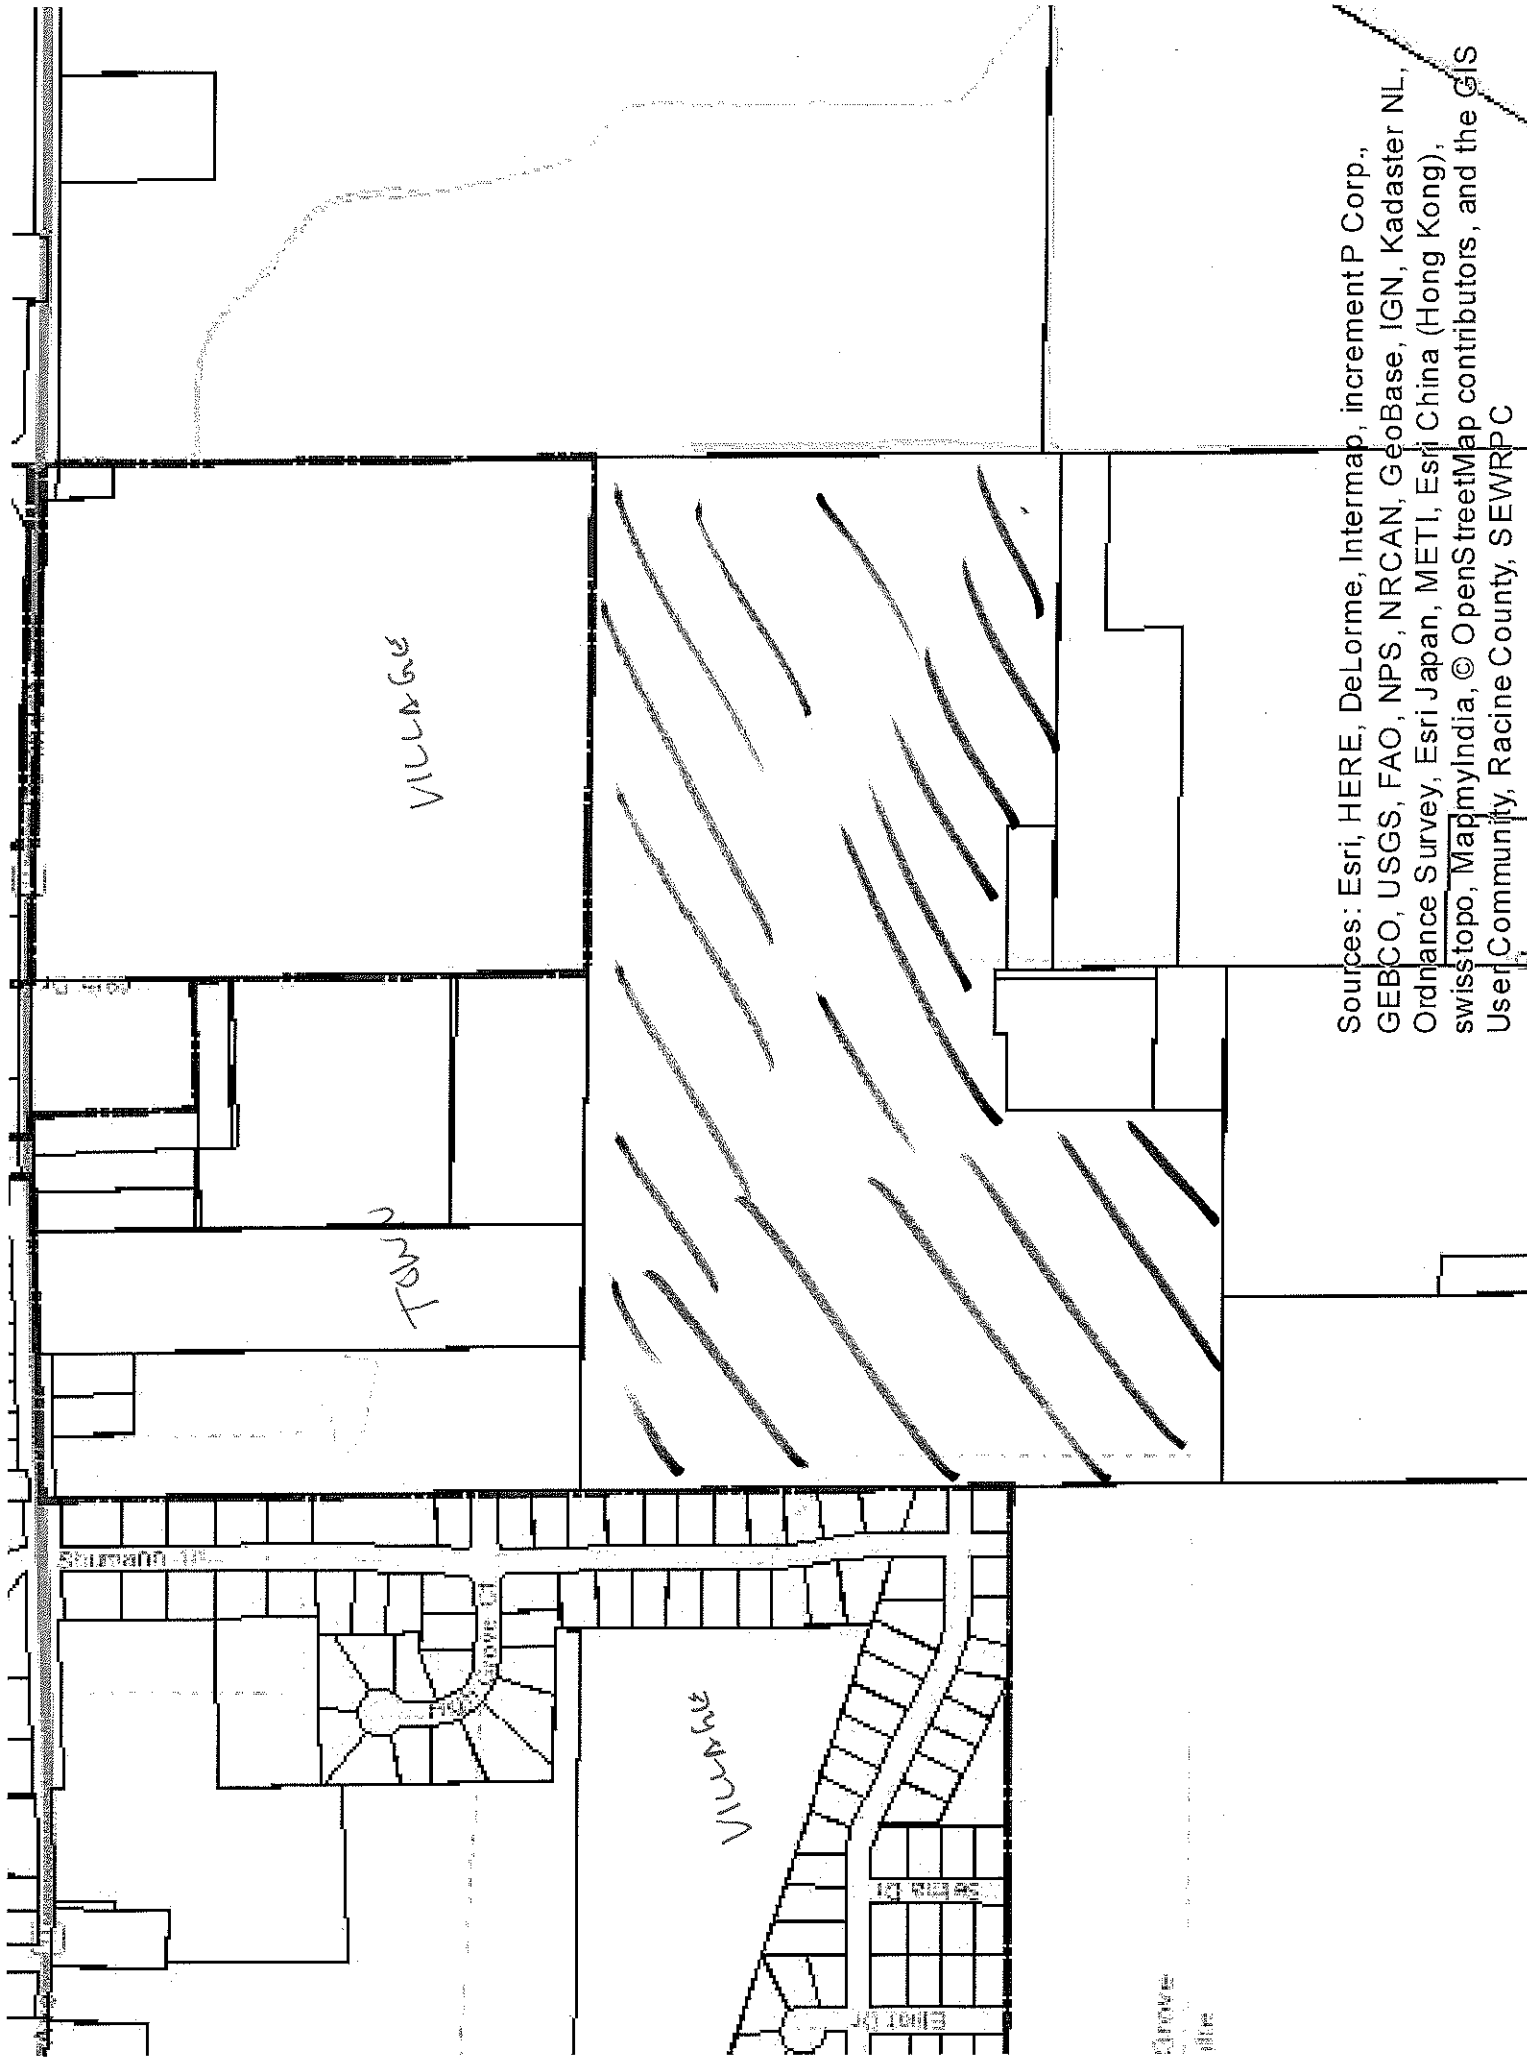 VILLAGE
TOWN
VILLAGE
Sources: Esri, HERE, DeLorme, Intermap, increment P Corp.,
GEBCO, USGS, FAO, NPS, NRCAN, GeoBase, IGN, Kadaster NL,
Ordnance Survey, Esri Japan, METI, Esri China (Hong Kong),
swisstopo, MapmyIndia, © OpenStreetMap contributors, and the GIS
User Community, Racine County, SEWRPC